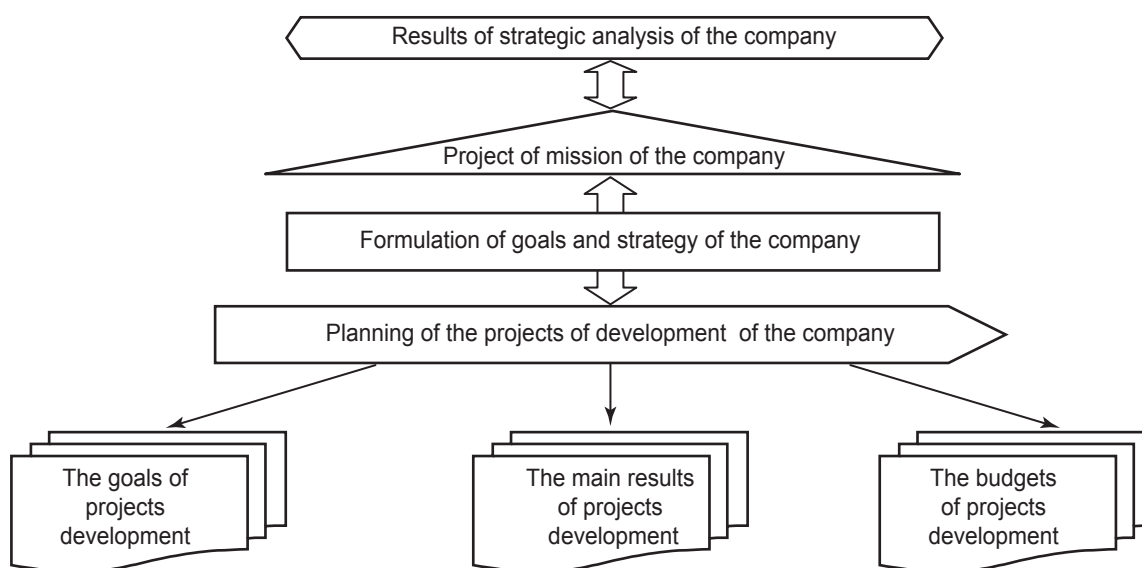 Results of strategic analysis of the company
Project of mission of the company
Formulation of goals and strategy of the company
Planning of the projects of development of the company
The goals of
projects
development
The main results
of projects
development
The budgets
of projects
development